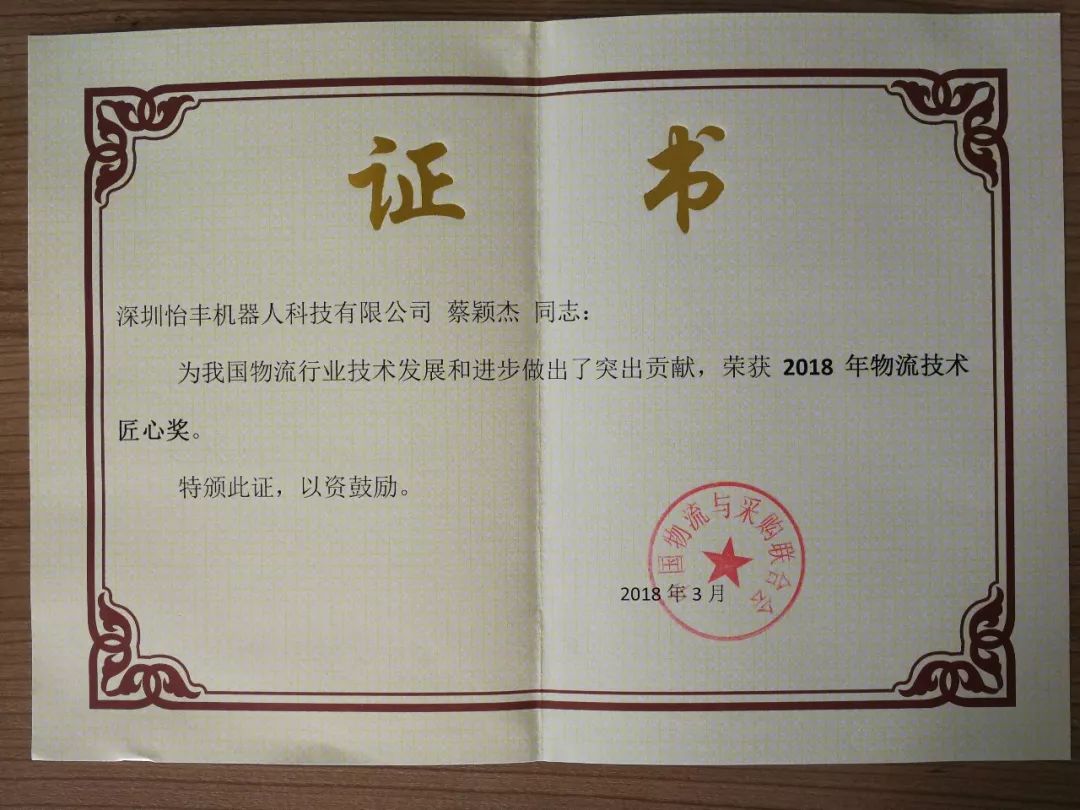 证 书
深圳怡丰机器人科技有限公司 蔡颖杰 同志：
为我国物流行业技术发展和进步做出了突出贡献，荣获 2018 年物流技术
匠心奖。
特颁此证，以资鼓励。
中国物流与采购联合会
2018 年 3 月